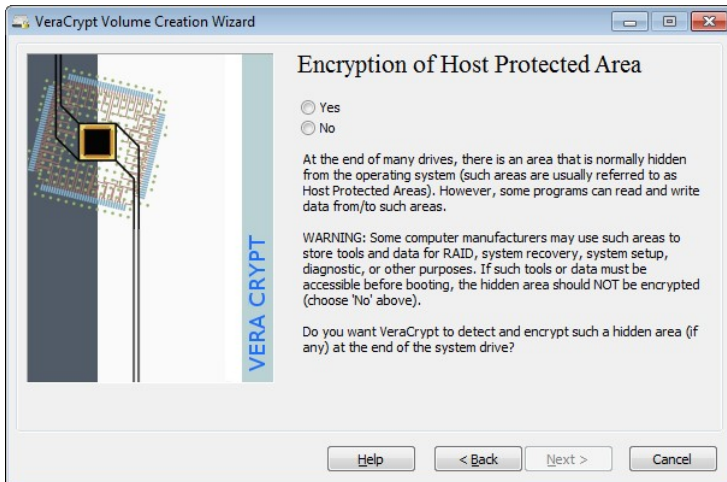 VeraCrypt Volume Creation Wizard
VERA CRYPT
Encryption of Host Protected Area
Yes
No
At the end of many drives, there is an area that is normally hidden
from the operating system (such areas are usually referred to as
Host Protected Areas). However, some programs can read and write
data from/to such areas.
WARNING: Some computer manufacturers may use such areas to
store tools and data for RAID, system recovery, system setup,
diagnostic, or other purposes. If such tools or data must be
accessible before booting, the hidden area should NOT be encrypted
(choose 'No' above).
Do you want VeraCrypt to detect and encrypt such a hidden area (if
any) at the end of the system drive?
Help
< Back
Next >
Cancel